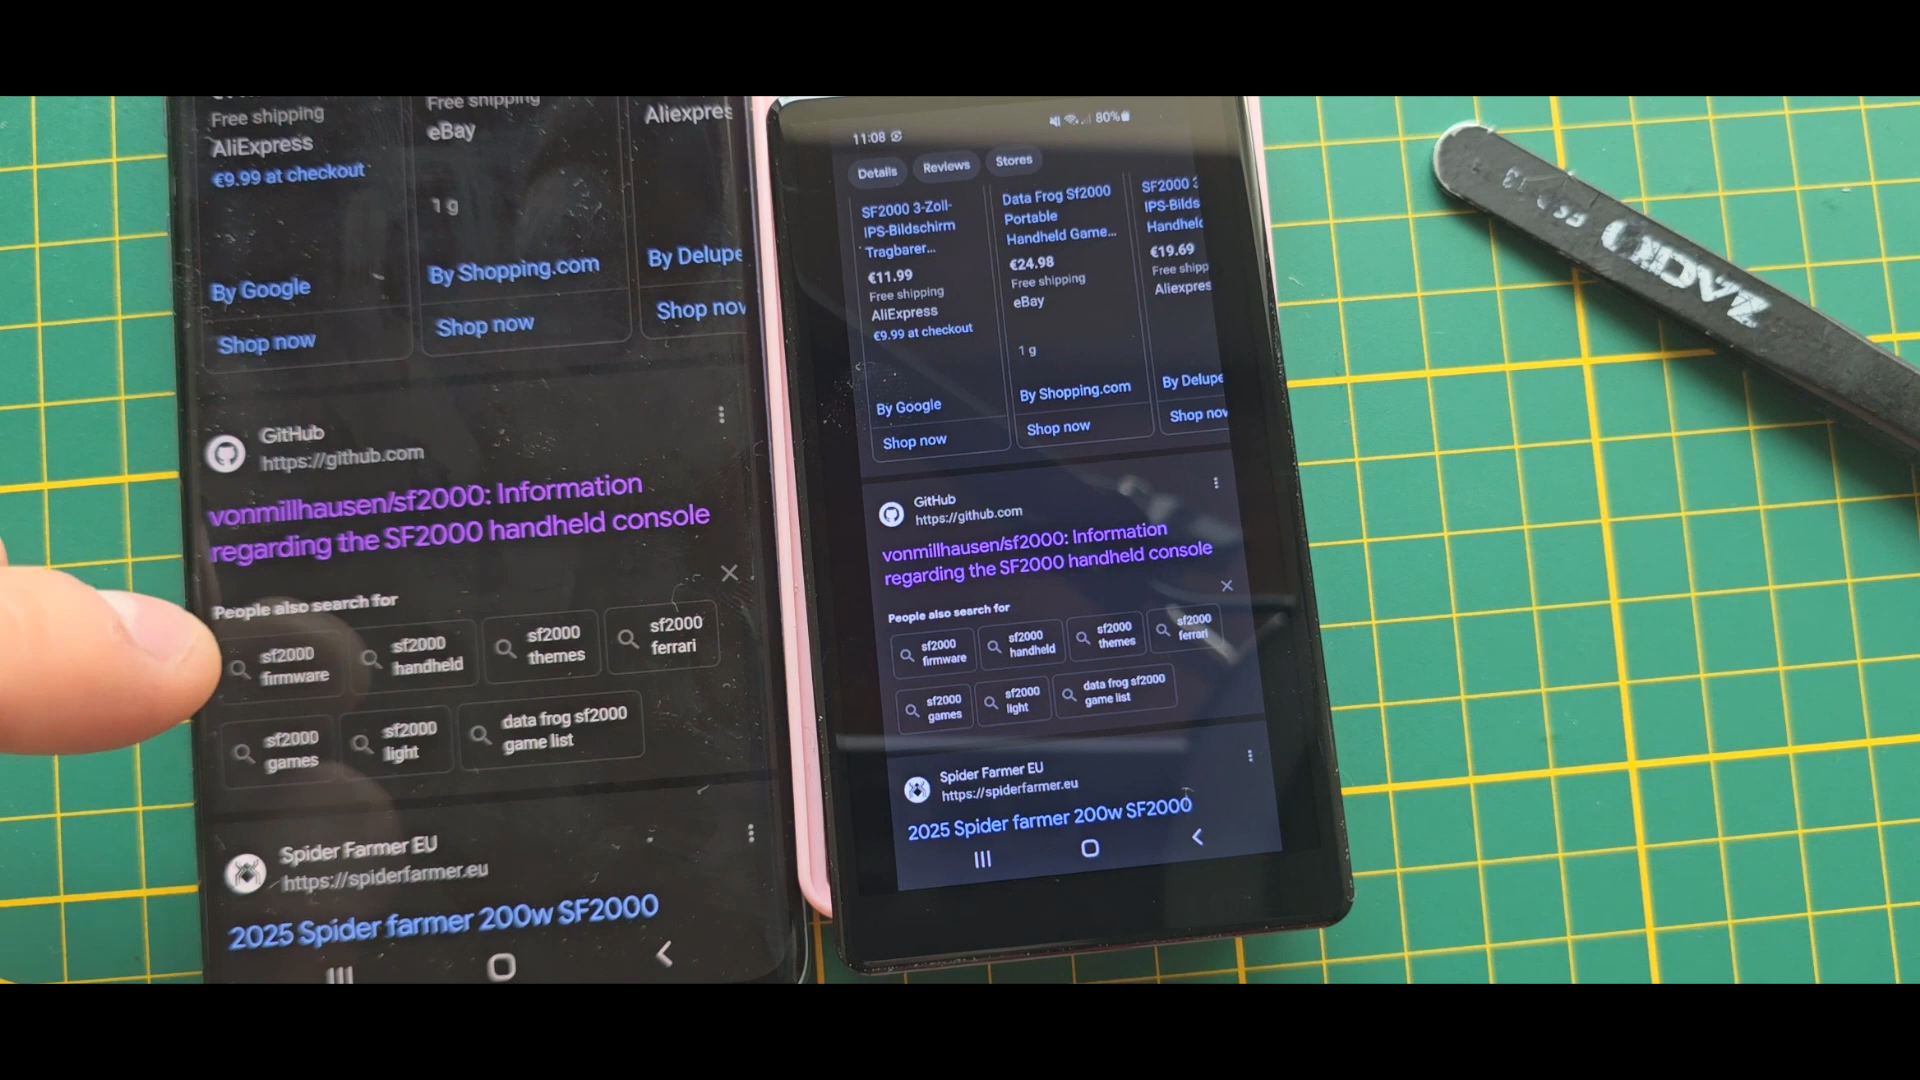 Free shipping
AliExpress
€9.99 at checkout
By Google
Shop now
Free shipping
eBay
1 g
By Shopping.com
Shop now
Aliexpres
By Delupe
Shop nov
GitHub
https://github.com
vonmillhausen/sf2000: Information
regarding the SF2000 handheld console
People also search for
sf2000
firmware
sf2000
handheld
sf2000
themes
sf2000
ferrari
sf2000
games
sf2000
light
data frog sf2000
game list
Spider Farmer EU
https://spiderfarmer.eu
2025 Spider farmer 200w SF2000
11:08
80%
Details
Reviews
Stores
SF2000 3-Zoll-
IPS-Bildschirm
Tragbarer...
€11.99
Free shipping
AliExpress
€9.99 at checkout
By Google
Shop now
Data Frog Sf2000
Portable
Handheld Game...
€24.98
Free shipping
eBay
1 g
By Shopping.com
Shop now
SF2000 3
IPS-Bilds
Handheld
€19.69
Free shipp
Aliexpres
By Delupe
Shop nov
GitHub
https://github.com
vonmillhausen/sf2000: Information
regarding the SF2000 handheld console
People also search for
sf2000
firmware
sf2000
handheld
sf2000
themes
sf2000
ferrari
sf2000
games
sf2000
light
data frog sf2000
game list
Spider Farmer EU
https://spiderfarmer.eu
2025 Spider farmer 200w SF2000